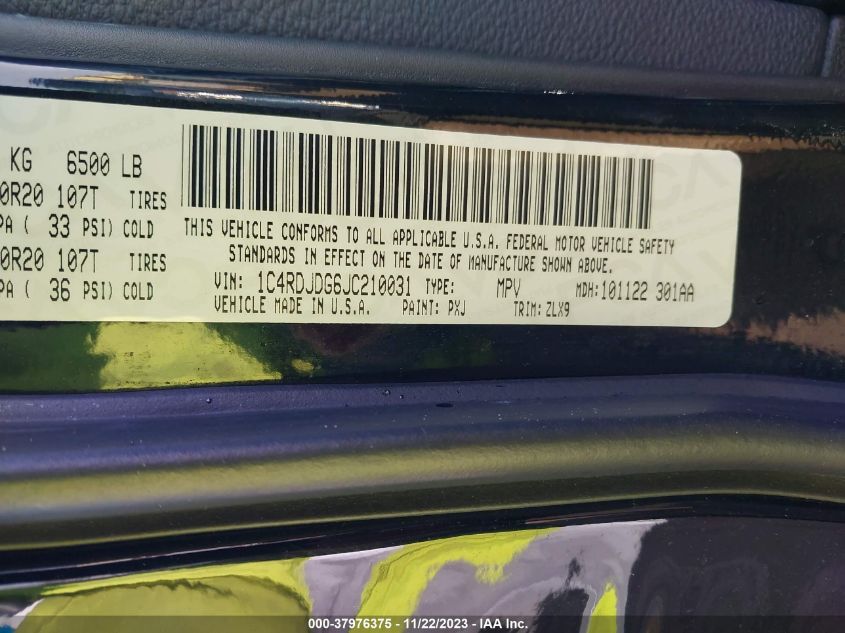 KG 6500 LB
0R20 107T TIRES
PA ( 33 PSI) COLD
0R20 107T TIRES
PA ( 36 PSI) COLD
THIS VEHICLE CONFORMS TO ALL APPLICABLE U.S.A. FEDERAL MOTOR VEHICLE SAFETY
STANDARDS IN EFFECT ON THE DATE OF MANUFACTURE SHOWN ABOVE.
VIN: 1C4RDJDG6JC210031 TYPE: MPV MDH: 101122 301AA
VEHICLE MADE IN U.S.A. PAINT: PXJ TRIM: ZLX9
000-37976375 - 11/22/2023 - IAA Inc.